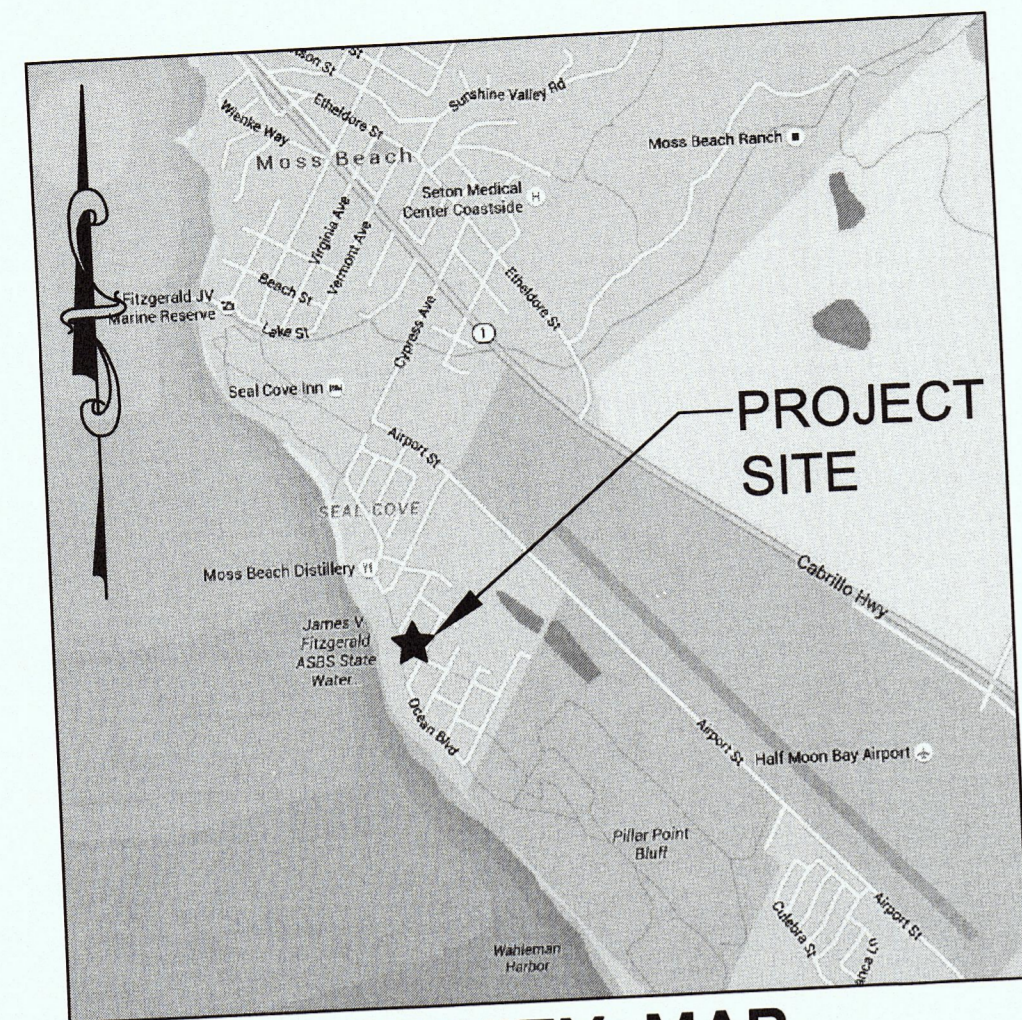 Etheldore St
Sunshine Valley Rd
Wienke Way
Moss Beach
Moss Beach Ranch
Seton Medical
Center Coastside
H
Virginia Ave
Vermont Ave
Beach St
Fitzgerald JV
Marine Reserve
Lake St
Cypress Ave
Etheldore St
1
Seal Cove Inn
PROJECT
SITE
Airport St
SEAL COVE
Moss Beach Distillery
Cabrillo Hwy
James V
Fitzgerald
ASBS State
Water
Ocean Blvd
Airport St
Half Moon Bay Airport
Pillar Point
Bluff
Culebra St
Airport St
Wahleman
Harbor
MAP